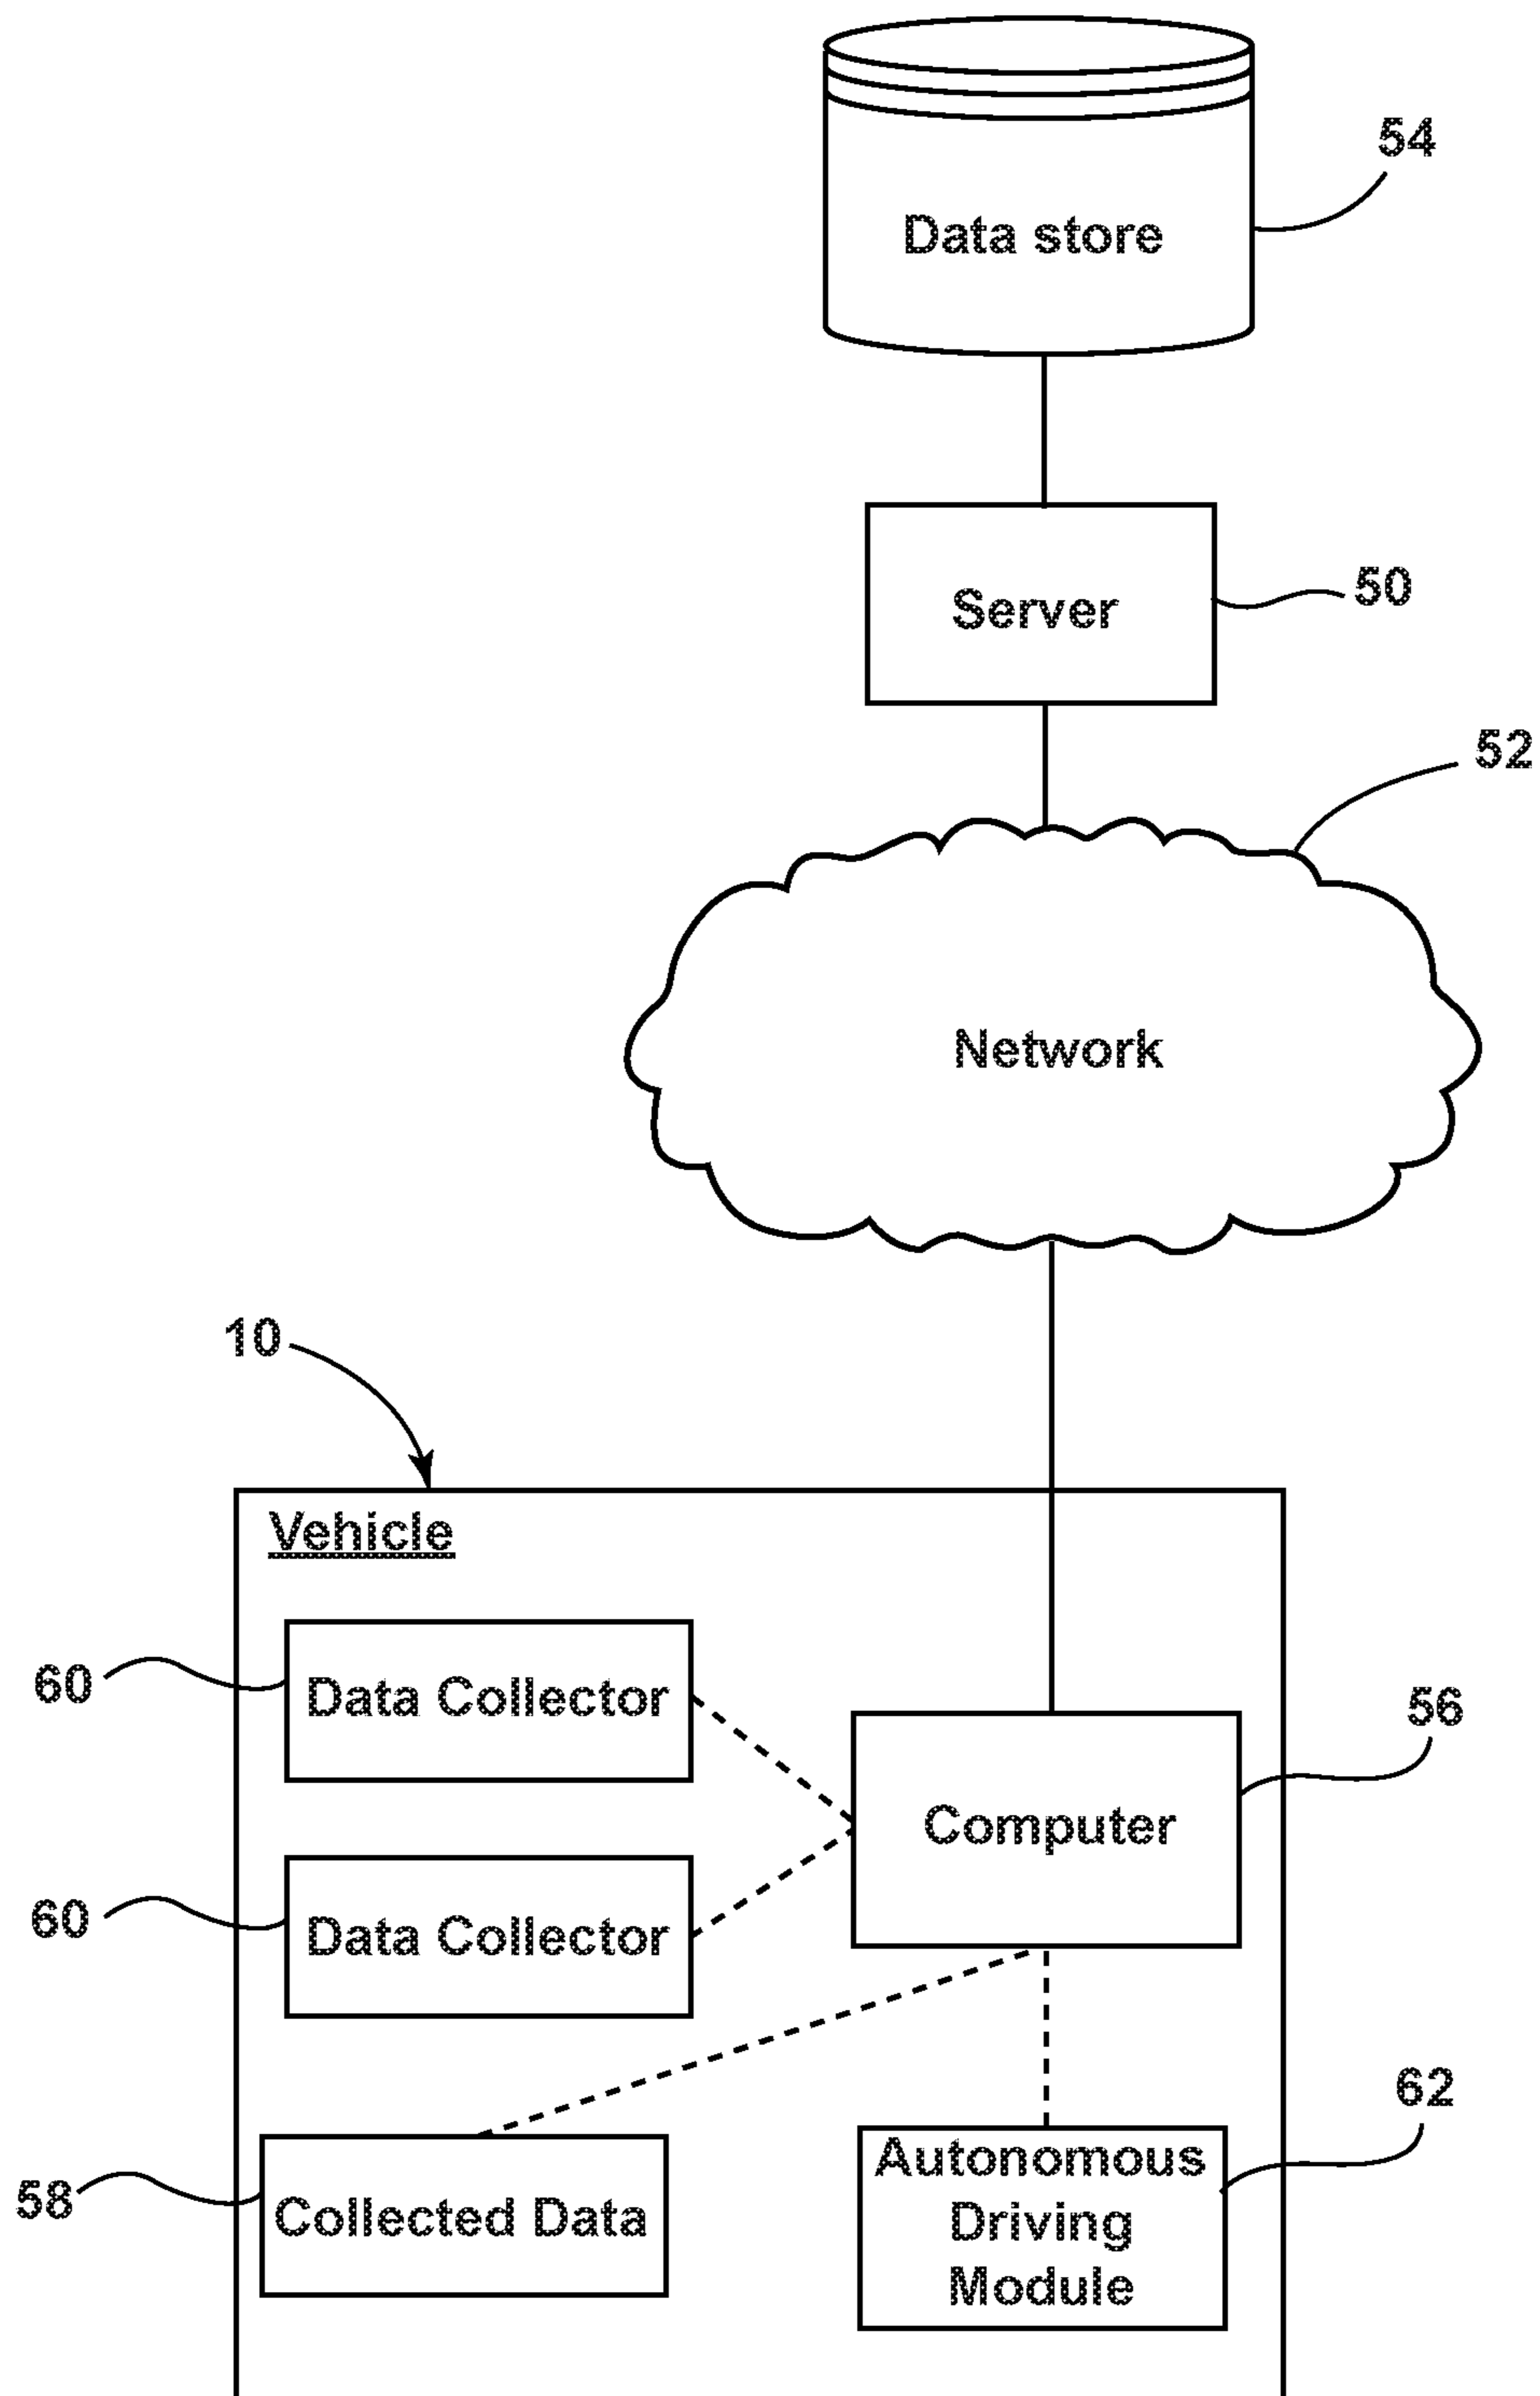 54
Data store
50
Server
52
Network
10
Vehicle
60
Data Collector
56
Computer
60
Data Collector
62
Autonomous
Driving
Module
58
Collected Data